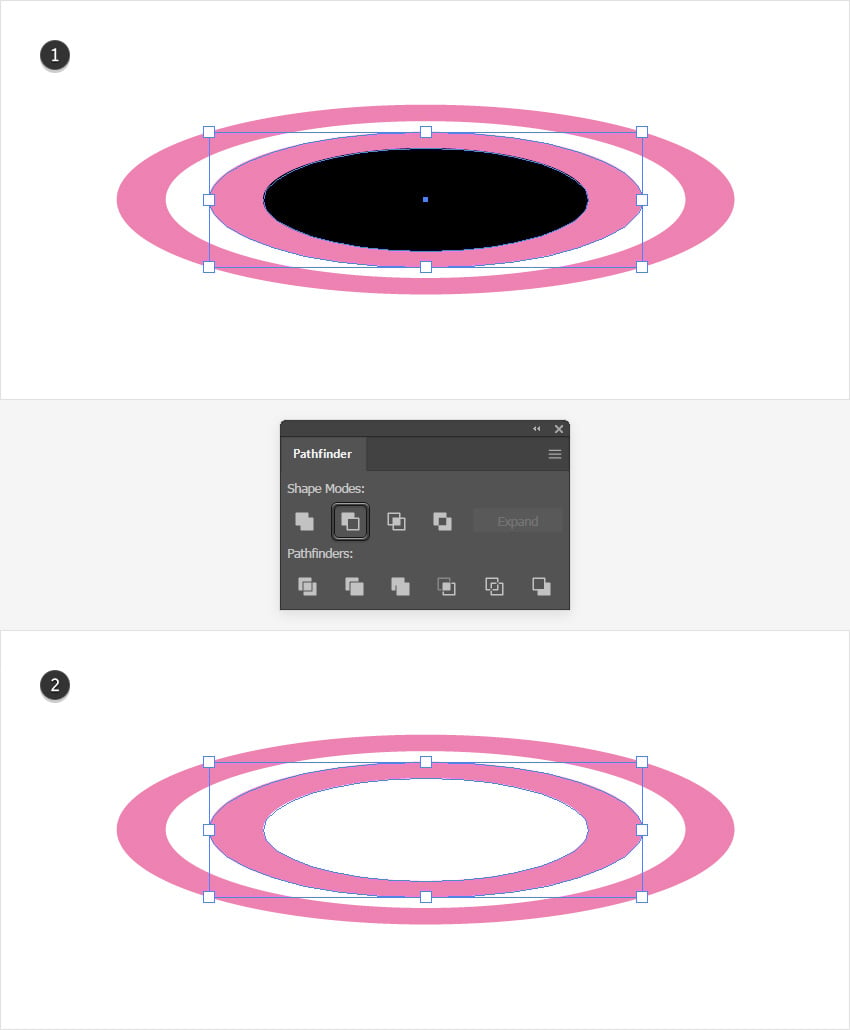 1
Pathfinder
Shape Modes:
Expand
Pathfinders:
2